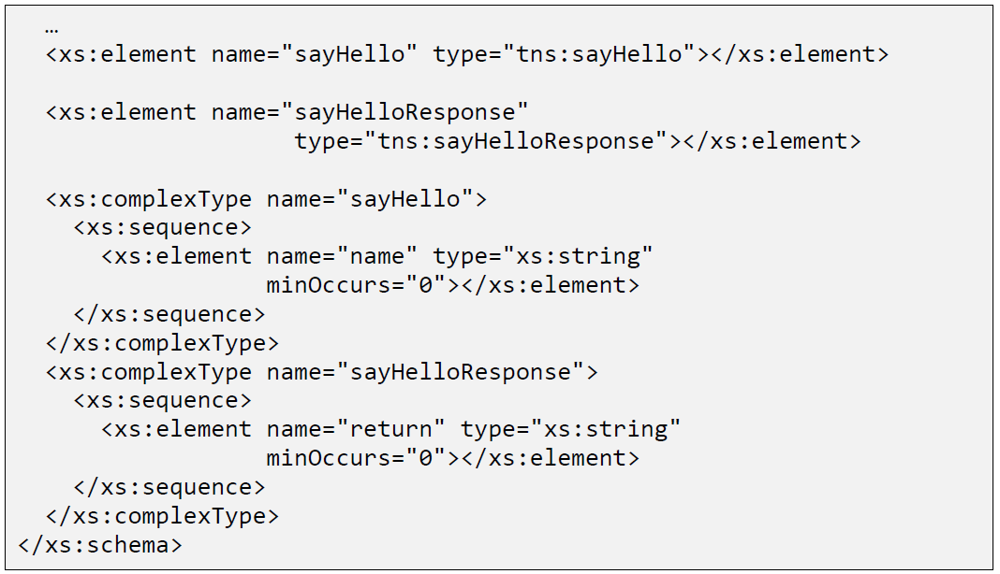 …
<xs:element name="sayHello" type="tns:sayHello"></xs:element>
<xs:element name="sayHelloResponse"
type="tns:sayHelloResponse"></xs:element>
<xs:complexType name="sayHello">
<xs:sequence>
<xs:element name="name" type="xs:string"
minOccurs="0"></xs:element>
</xs:sequence>
</xs:complexType>
<xs:complexType name="sayHelloResponse">
<xs:sequence>
<xs:element name="return" type="xs:string"
minOccurs="0"></xs:element>
</xs:sequence>
</xs:complexType>
</xs:schema>